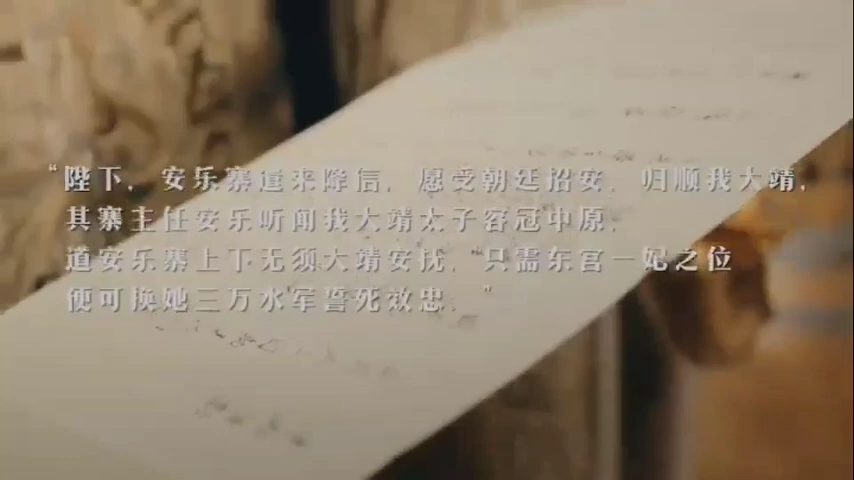 “陛下，安乐寨道来降信，愿受朝廷招安，归顺我大靖，
其寨主任安乐听闻我大靖太子容冠中原，
道安乐寨上下无须大靖安抚，“只需东宫一妃之位
便可换她三万水军誓死效忠。”